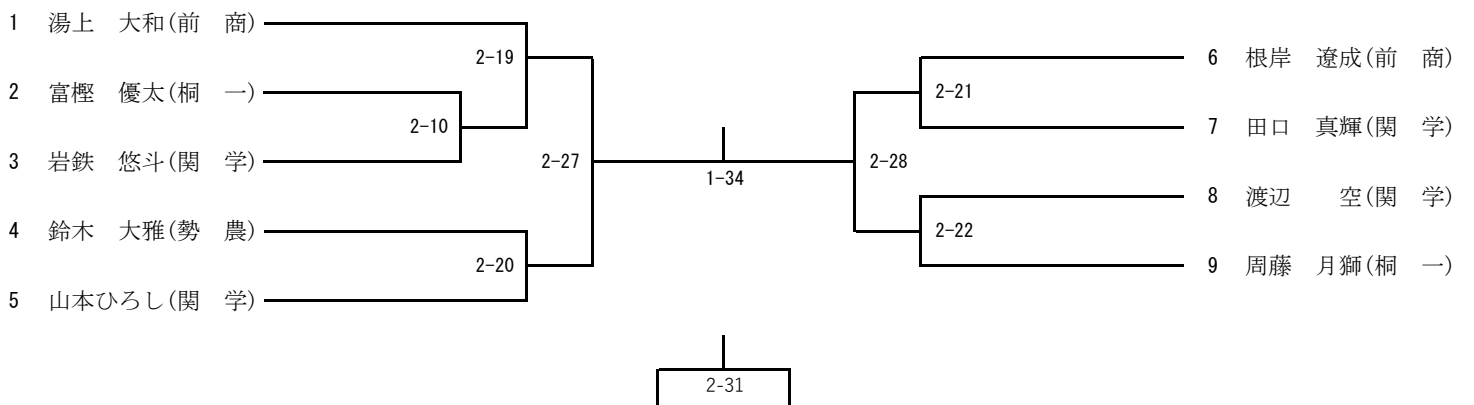 1 湯上 大和(前 商)
2-19
6 根岸 遼成(前 商)
2 富樫 優太(桐 一)
2-21
2-10
7 田口 真輝(関 学)
3 岩鉄 悠斗(関 学)
2-27
2-28
1-34
8 渡辺 空(関 学)
4 鈴木 大雅(勢 農)
2-22
2-20
9 周藤 月獅(桐 一)
5 山本ひろし(関 学)
2-31